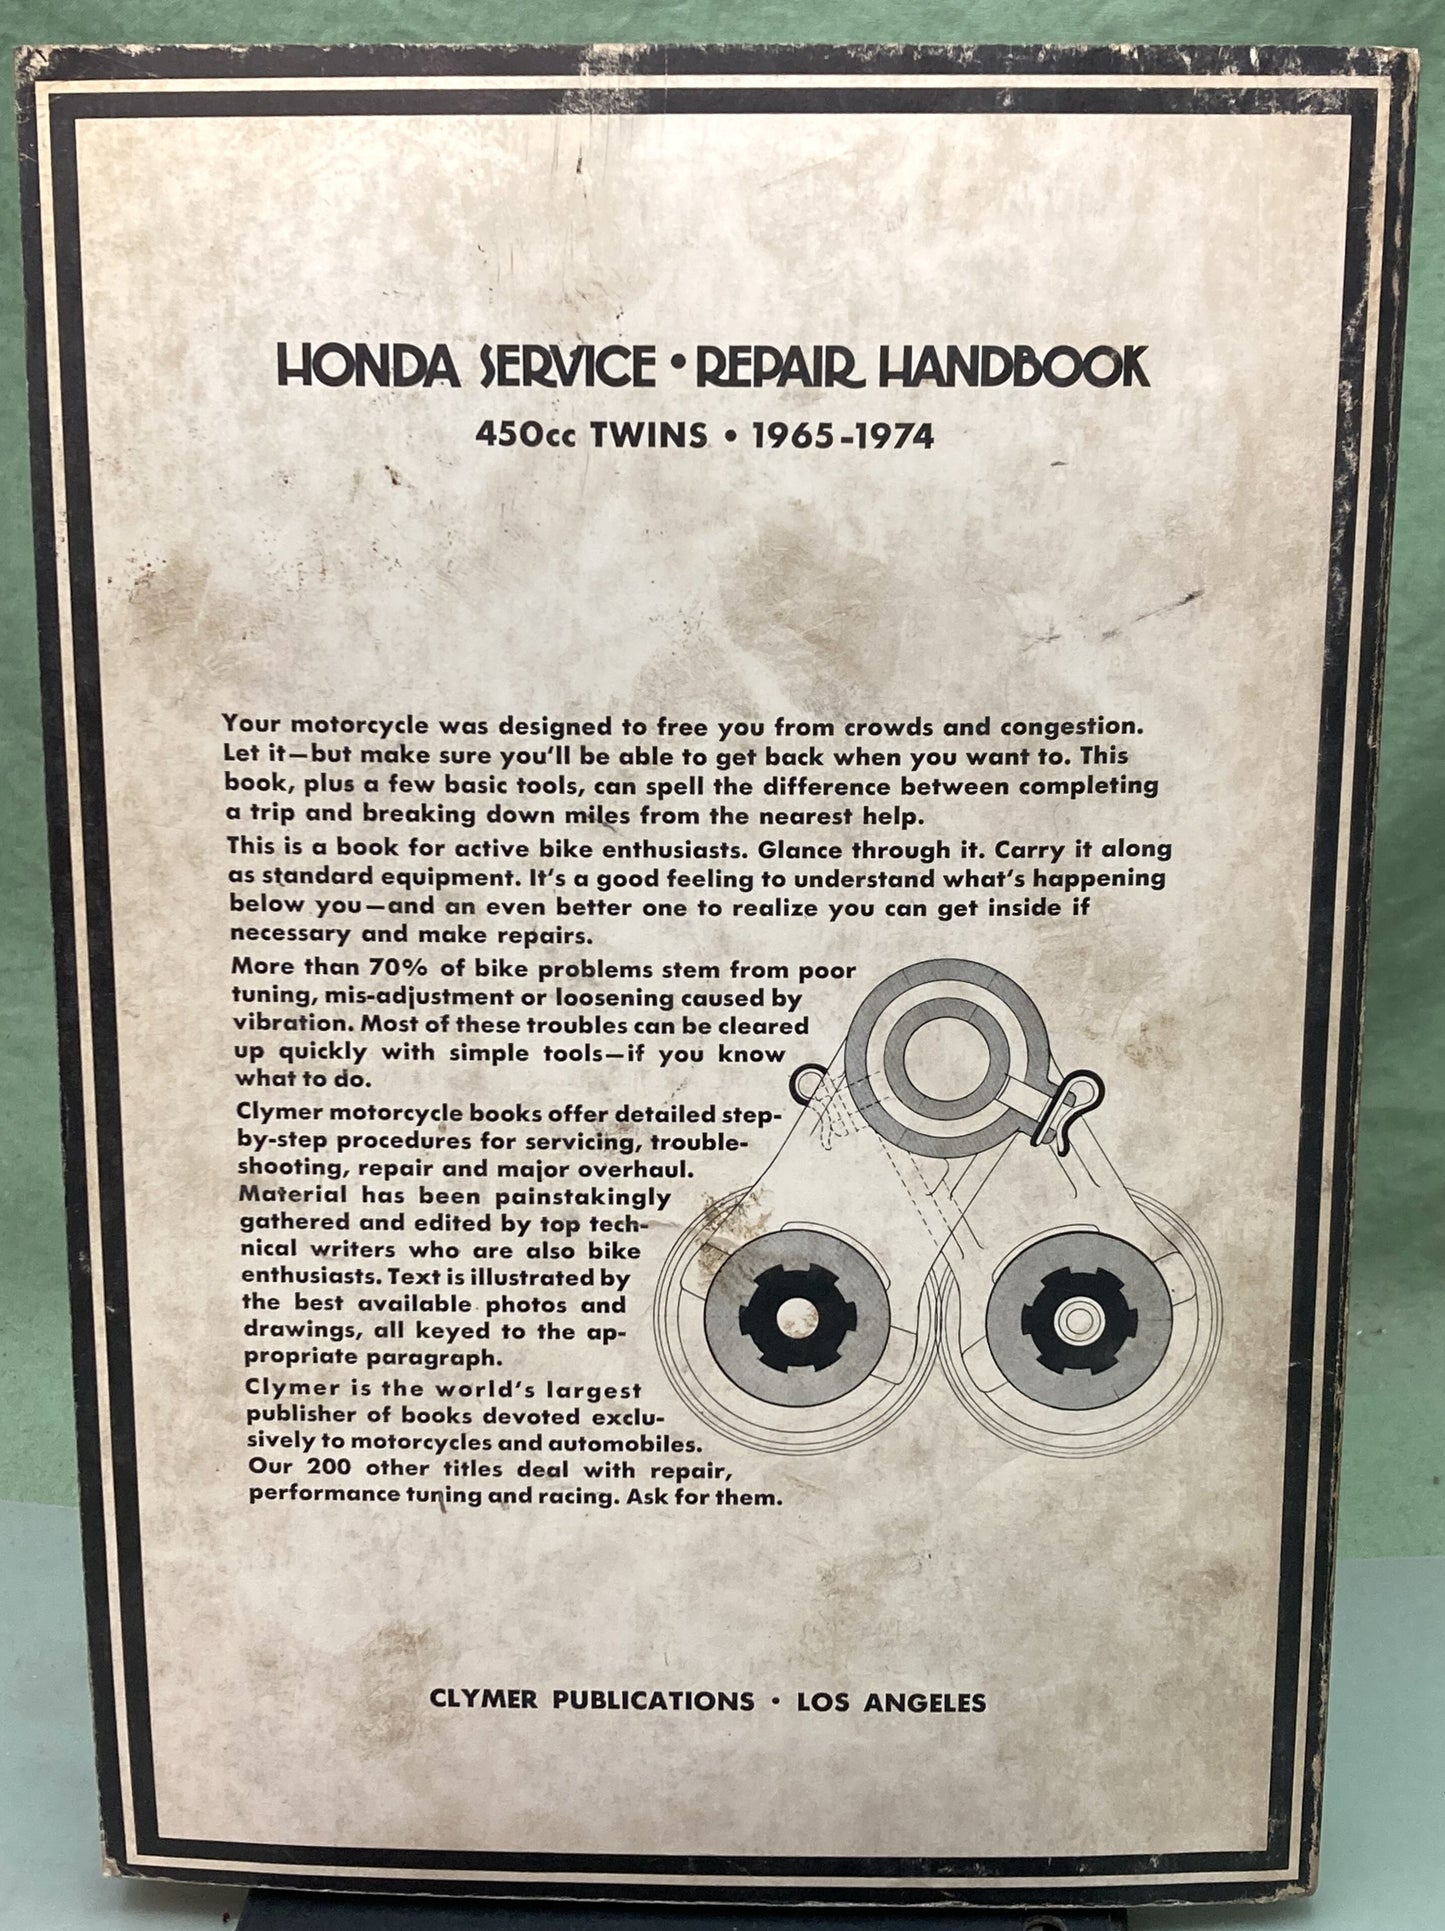 HONDA SERVICE • REPAIR HANDBOOK
450cc TWINS • 1965-1974
Your motorcycle was designed to free you from crowds and congestion.
Let it—but make sure you'll be able to get back when you want to. This
book, plus a few basic tools, can spell the difference between completing
a trip and breaking down miles from the nearest help.
This is a book for active bike enthusiasts. Glance through it. Carry it along
as standard equipment. It's a good feeling to understand what's happening
below you—and an even better one to realize you can get inside if
necessary and make repairs.
More than 70% of bike problems stem from poor
tuning, mis-adjustment or loosening caused by
vibration. Most of these troubles can be cleared
up quickly with simple tools—if you know
what to do.
Clymer motorcycle books offer detailed step-
by-step procedures for servicing, trouble-
shooting, repair and major overhaul.
Material has been painstakingly
gathered and edited by top tech-
nical writers who are also bike
enthusiasts. Text is illustrated by
the best available photos and
drawings, all keyed to the ap-
propriate paragraph.
Clymer is the world's largest
publisher of books devoted exclu-
sively to motorcycles and automobiles.
Our 200 other titles deal with repair,
performance tuning and racing. Ask for them.
CLYMER PUBLICATIONS • LOS ANGELES